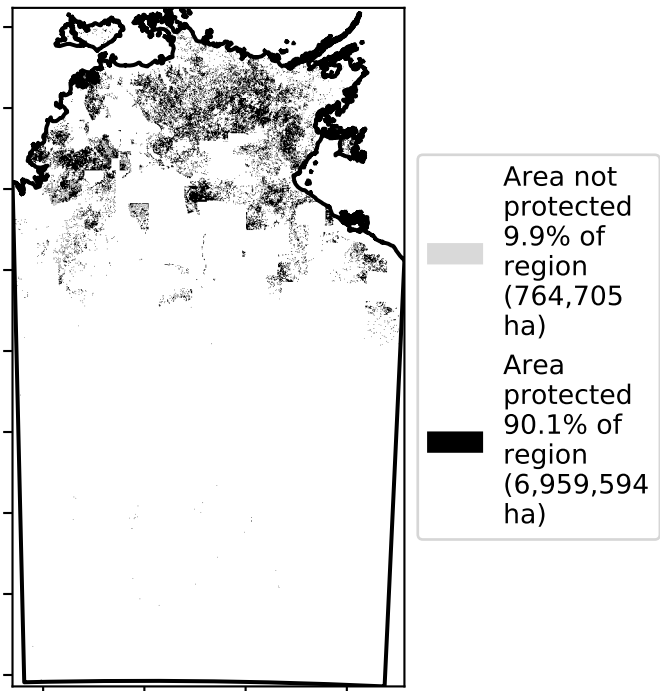 Area not
protected
9.9% of
region
(764,705
ha)
Area
protected
90.1% of
region
(6,959,594
ha)